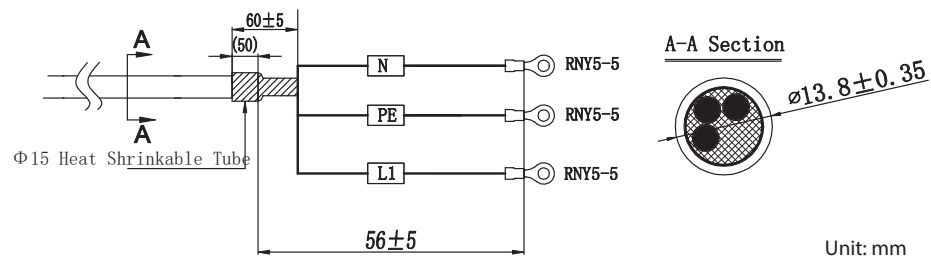 60±5
(50)
A
A
N
RNY5-5
PE
RNY5-5
L1
RNY5-5
Φ15 Heat Shrinkable Tube
56±5
A-A Section
⌀13.8±0.35
Unit: mm